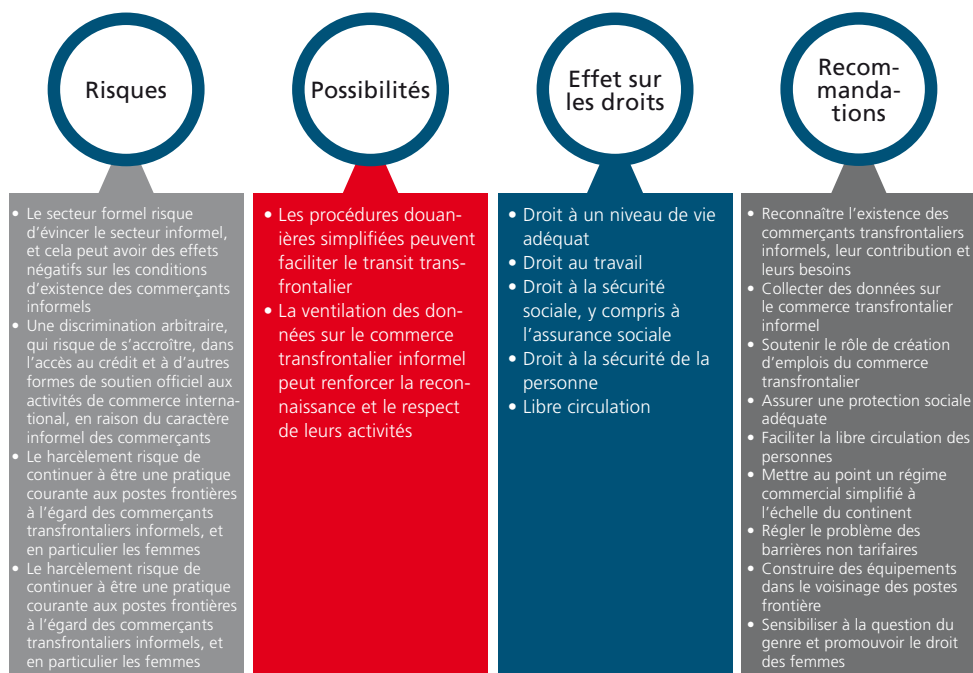 Risques
• Le secteur formel risque
d'évincer le secteur informel,
et cela peut avoir des effets
négatifs sur les conditions
d'existence des commerçants
informels
• Une discrimination arbitraire,
qui risque de s'accroître, dans
l'accès au crédit et à d'autres
formes de soutien officiel aux
activités de commerce interna-
tional, en raison du caractère
informel des commerçants
• Le harcèlement risque de
continuer à être une pratique
courante aux postes frontières
à l'égard des commerçants
transfrontaliers informels, et
en particulier les femmes
• Le harcèlement risque de
continuer à être une pratique
courante aux postes frontières
à l'égard des commerçants
transfrontaliers informels, et
en particulier les femmes
Possibilités
• Les procédures douan-
ières simplifiées peuvent
faciliter le transit trans-
frontalier
• La ventilation des don-
nées sur le commerce
transfrontalier informel
peut renforcer la recon-
naissance et le respect
de leurs activités
Effet sur
les droits
• Droit à un niveau de vie
adéquat
• Droit au travail
• Droit à la sécurité
sociale, y compris à
l'assurance sociale
• Droit à la sécurité de la
personne
• Libre circulation
Recom-
manda-
tions
• Reconnaître l'existence des
commerçants transfrontaliers
informels, leur contribution et
leurs besoins
• Collecter des données sur
le commerce transfrontalier
informel
• Soutenir le rôle de création
d'emplois du commerce
transfrontalier
• Assurer une protection sociale
adéquate
• Faciliter la libre circulation des
personnes
• Mettre au point un régime
commercial simplifié à
l'échelle du continent
• Régler le problème des
barrières non tarifaires
• Construire des équipements
dans le voisinage des postes
frontière
• Sensibiliser à la question du
genre et promouvoir le droit
des femmes